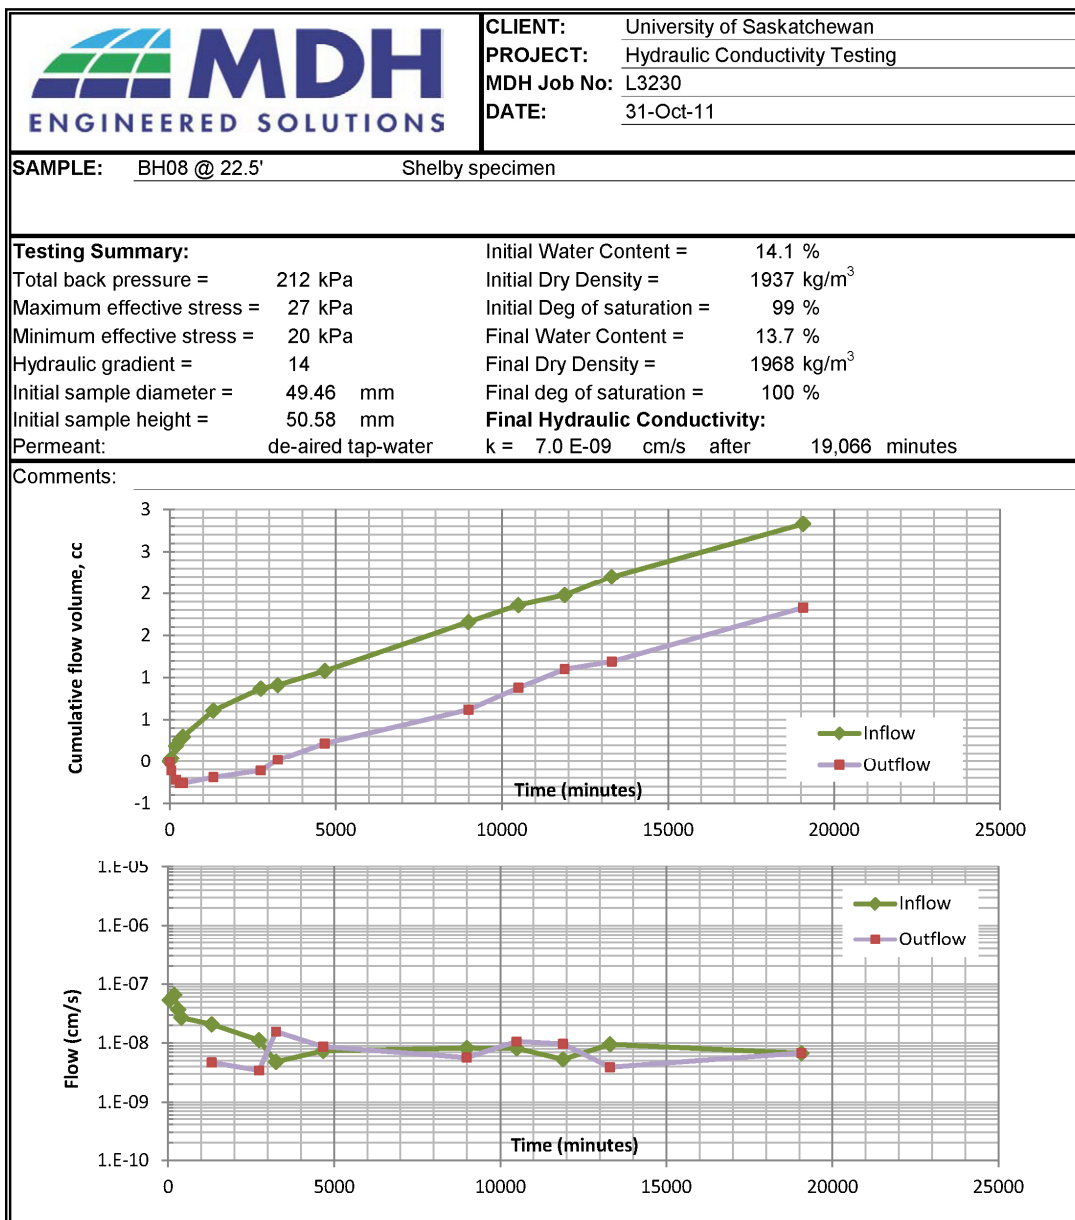 MDH
ENGINEERED SOLUTIONS
CLIENT: University of Saskatchewan
PROJECT: Hydraulic Conductivity Testing
MDH Job No: L3230
DATE: 31-Oct-11
SAMPLE: BH08 @ 22.5' Shelby specimen
Testing Summary:
Total back pressure = 212 kPa
Maximum effective stress = 27 kPa
Minimum effective stress = 20 kPa
Hydraulic gradient = 14
Initial sample diameter = 49.46 mm
Initial sample height = 50.58 mm
Permeant: de-aired tap-water
Initial Water Content = 14.1 %
Initial Dry Density = 1937 kg/m³
Initial Deg of saturation = 99 %
Final Water Content = 13.7 %
Final Dry Density = 1968 kg/m³
Final deg of saturation = 100 %
Final Hydraulic Conductivity:
k = 7.0 E-09 cm/s after 19,066 minutes
Comments:
Cumulative flow volume, cc
3
3
2
2
1
1
0
-1
Inflow
Outflow
Time (minutes)
0 5000 10000 15000 20000 25000
Flow (cm/s)
1.E-05
1.E-06
1.E-07
1.E-08
1.E-09
1.E-10
Inflow
Outflow
Time (minutes)
0 5000 10000 15000 20000 25000